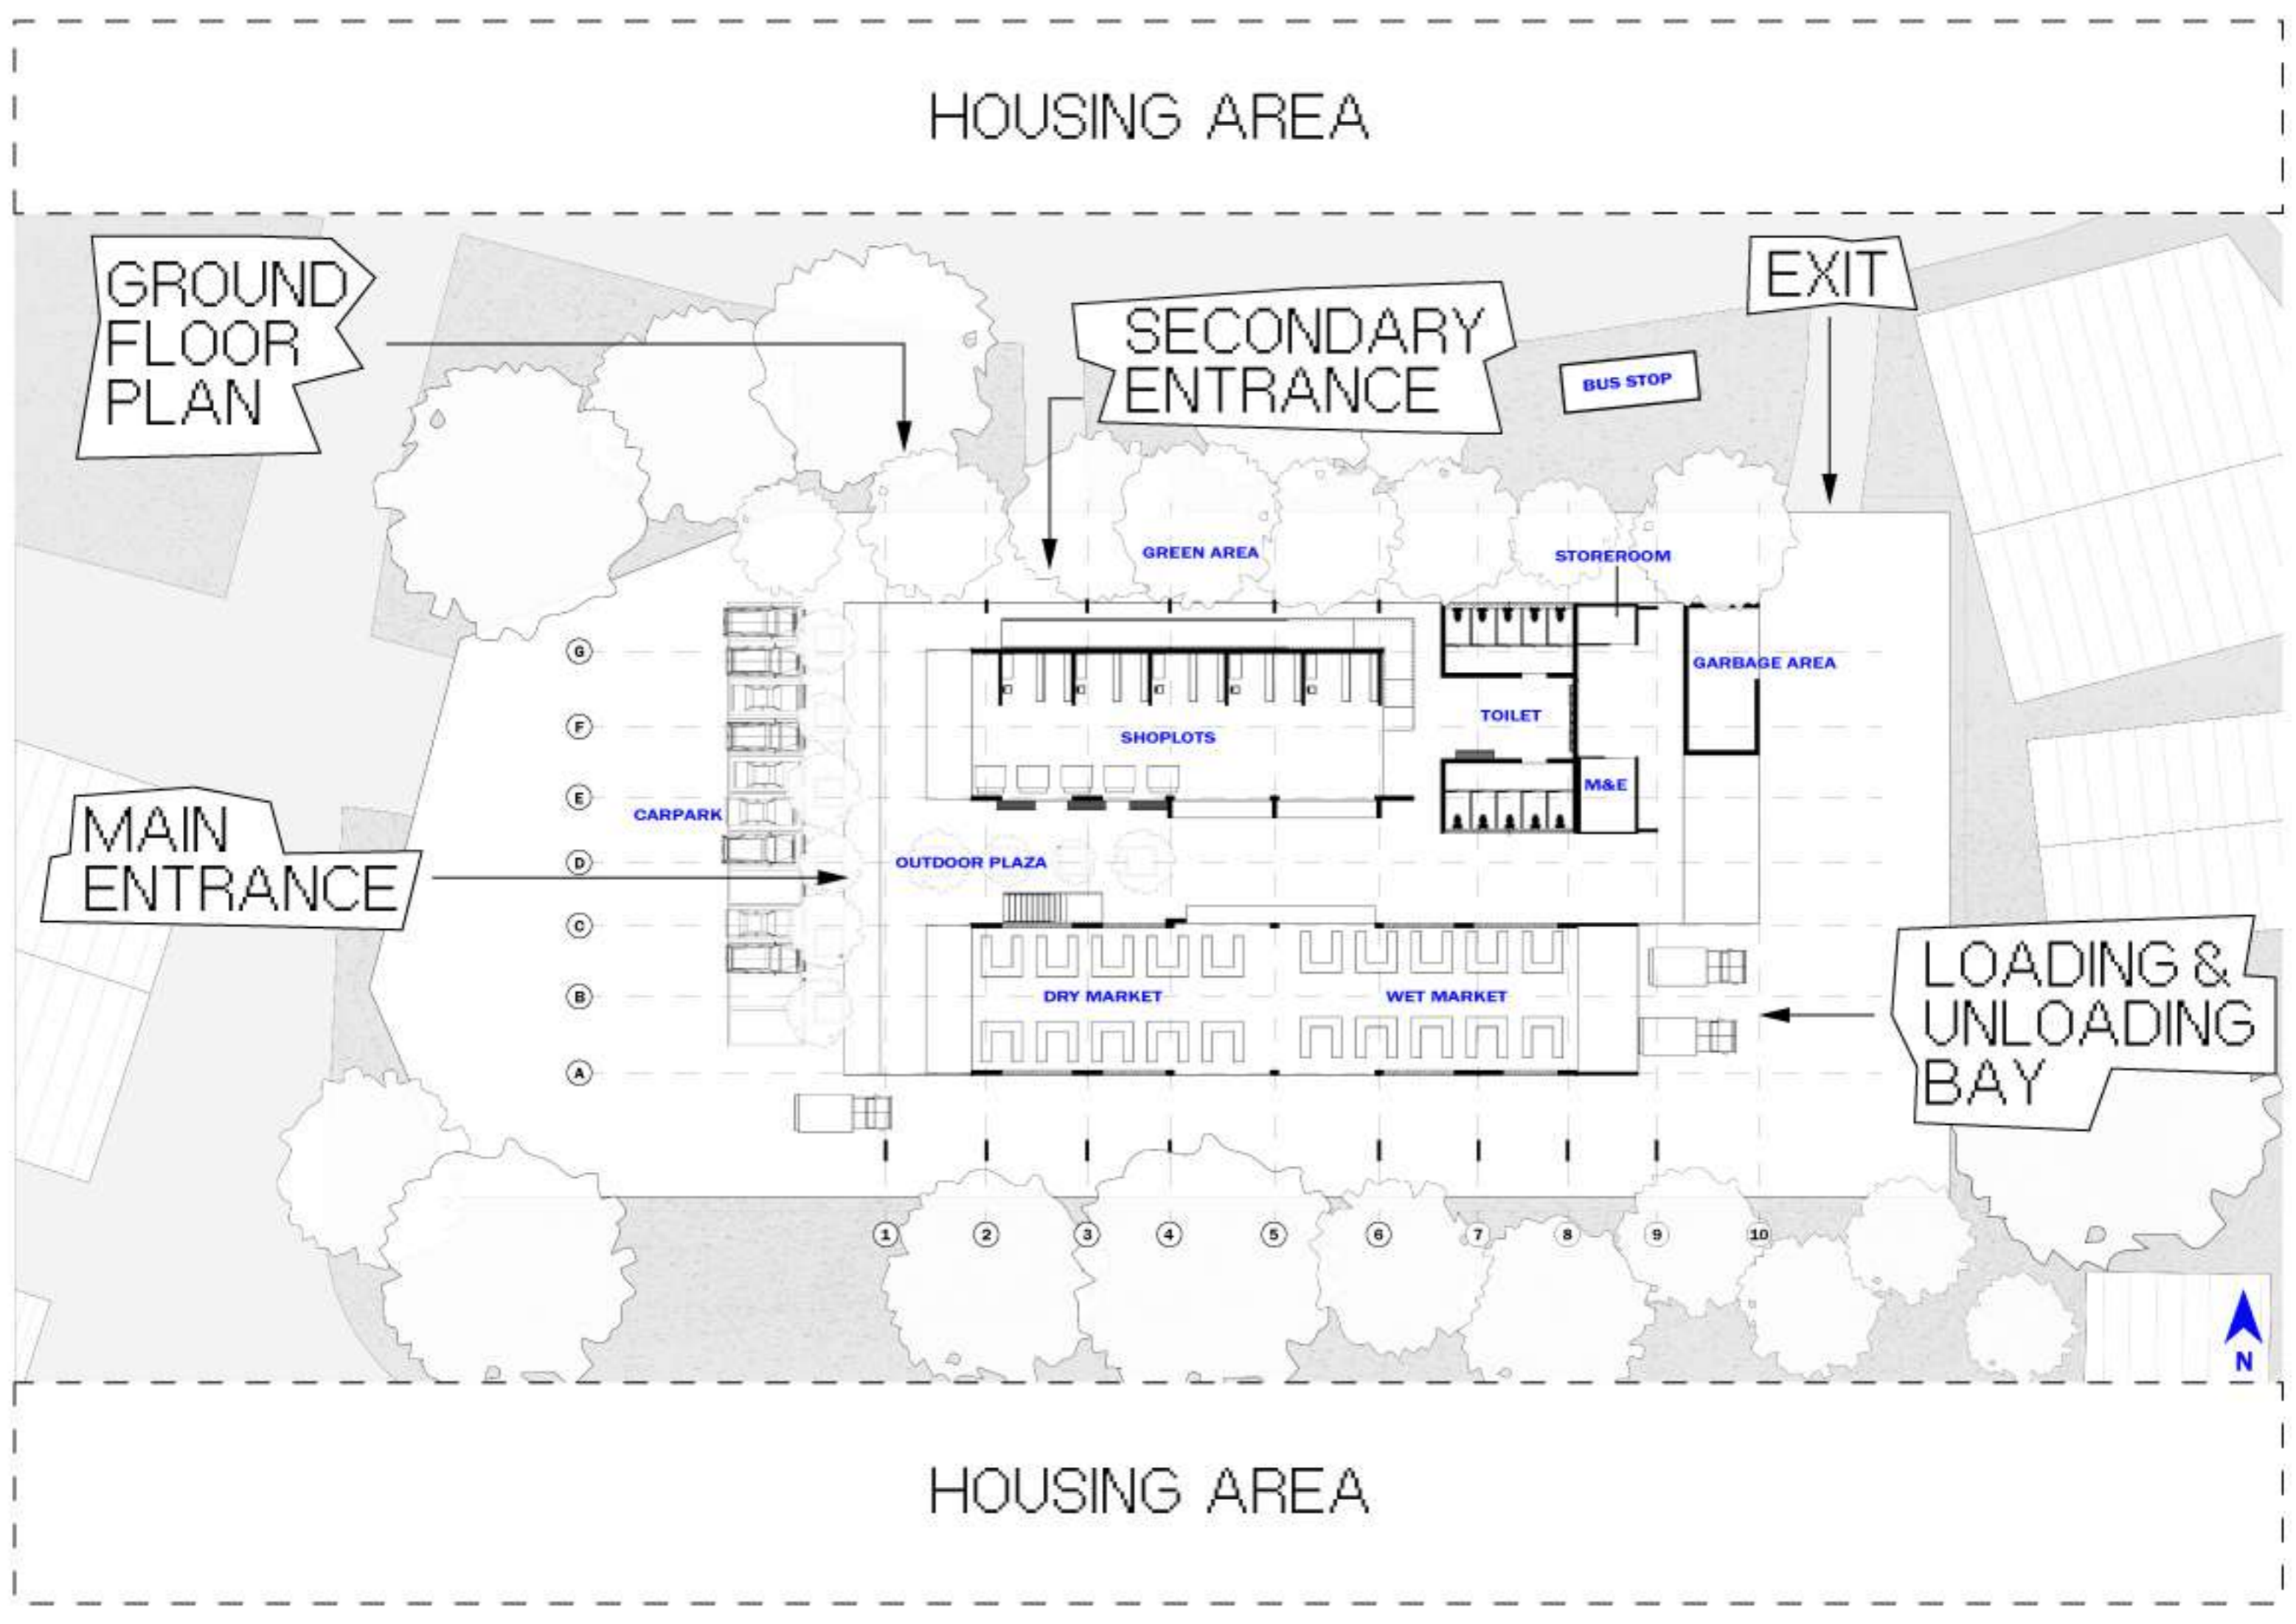 HOUSING AREA
GROUND
FLOOR
PLAN
SECONDARY
ENTRANCE
EXIT
BUS STOP
GREEN AREA
STOREROOM
G
GARBAGE AREA
F
TOILET
SHOPLOTS
E
M&E
CARPARK
MAIN
ENTRANCE
D
OUTDOOR PLAZA
C
B
DRY MARKET
WET MARKET
LOADING &
UNLOADING
BAY
A
1 2 3 4 5 6 7 8 9 10
N
HOUSING AREA